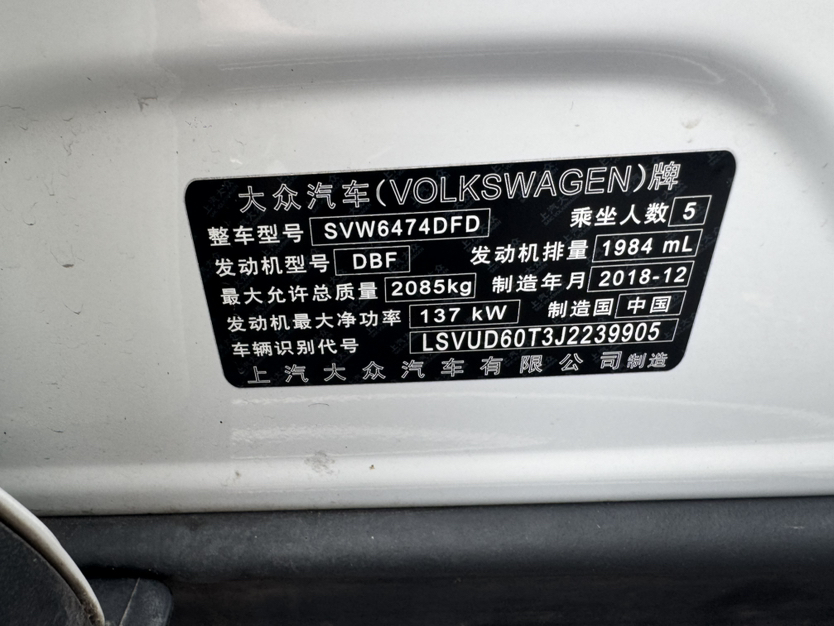 大众汽车(VOLKSWAGEN)牌
整车型号 SVW6474DFD 乘坐人数 5
发动机型号 DBF 发动机排量 1984 mL
最大允许总质量 2085kg 制造年月 2018-12
发动机最大净功率 137 kW 制造国 中国
车辆识别代号 LSVUD60T3J2239905
上汽大众汽车有限公司制造